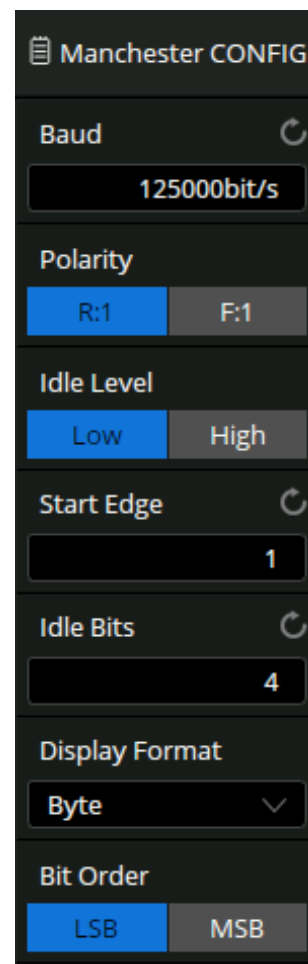 Manchester CONFIG
Baud
125000bit/s
Polarity
R:1 F:1
Idle Level
Low High
Start Edge
1
Idle Bits
4
Display Format
Byte
Bit Order
LSB MSB